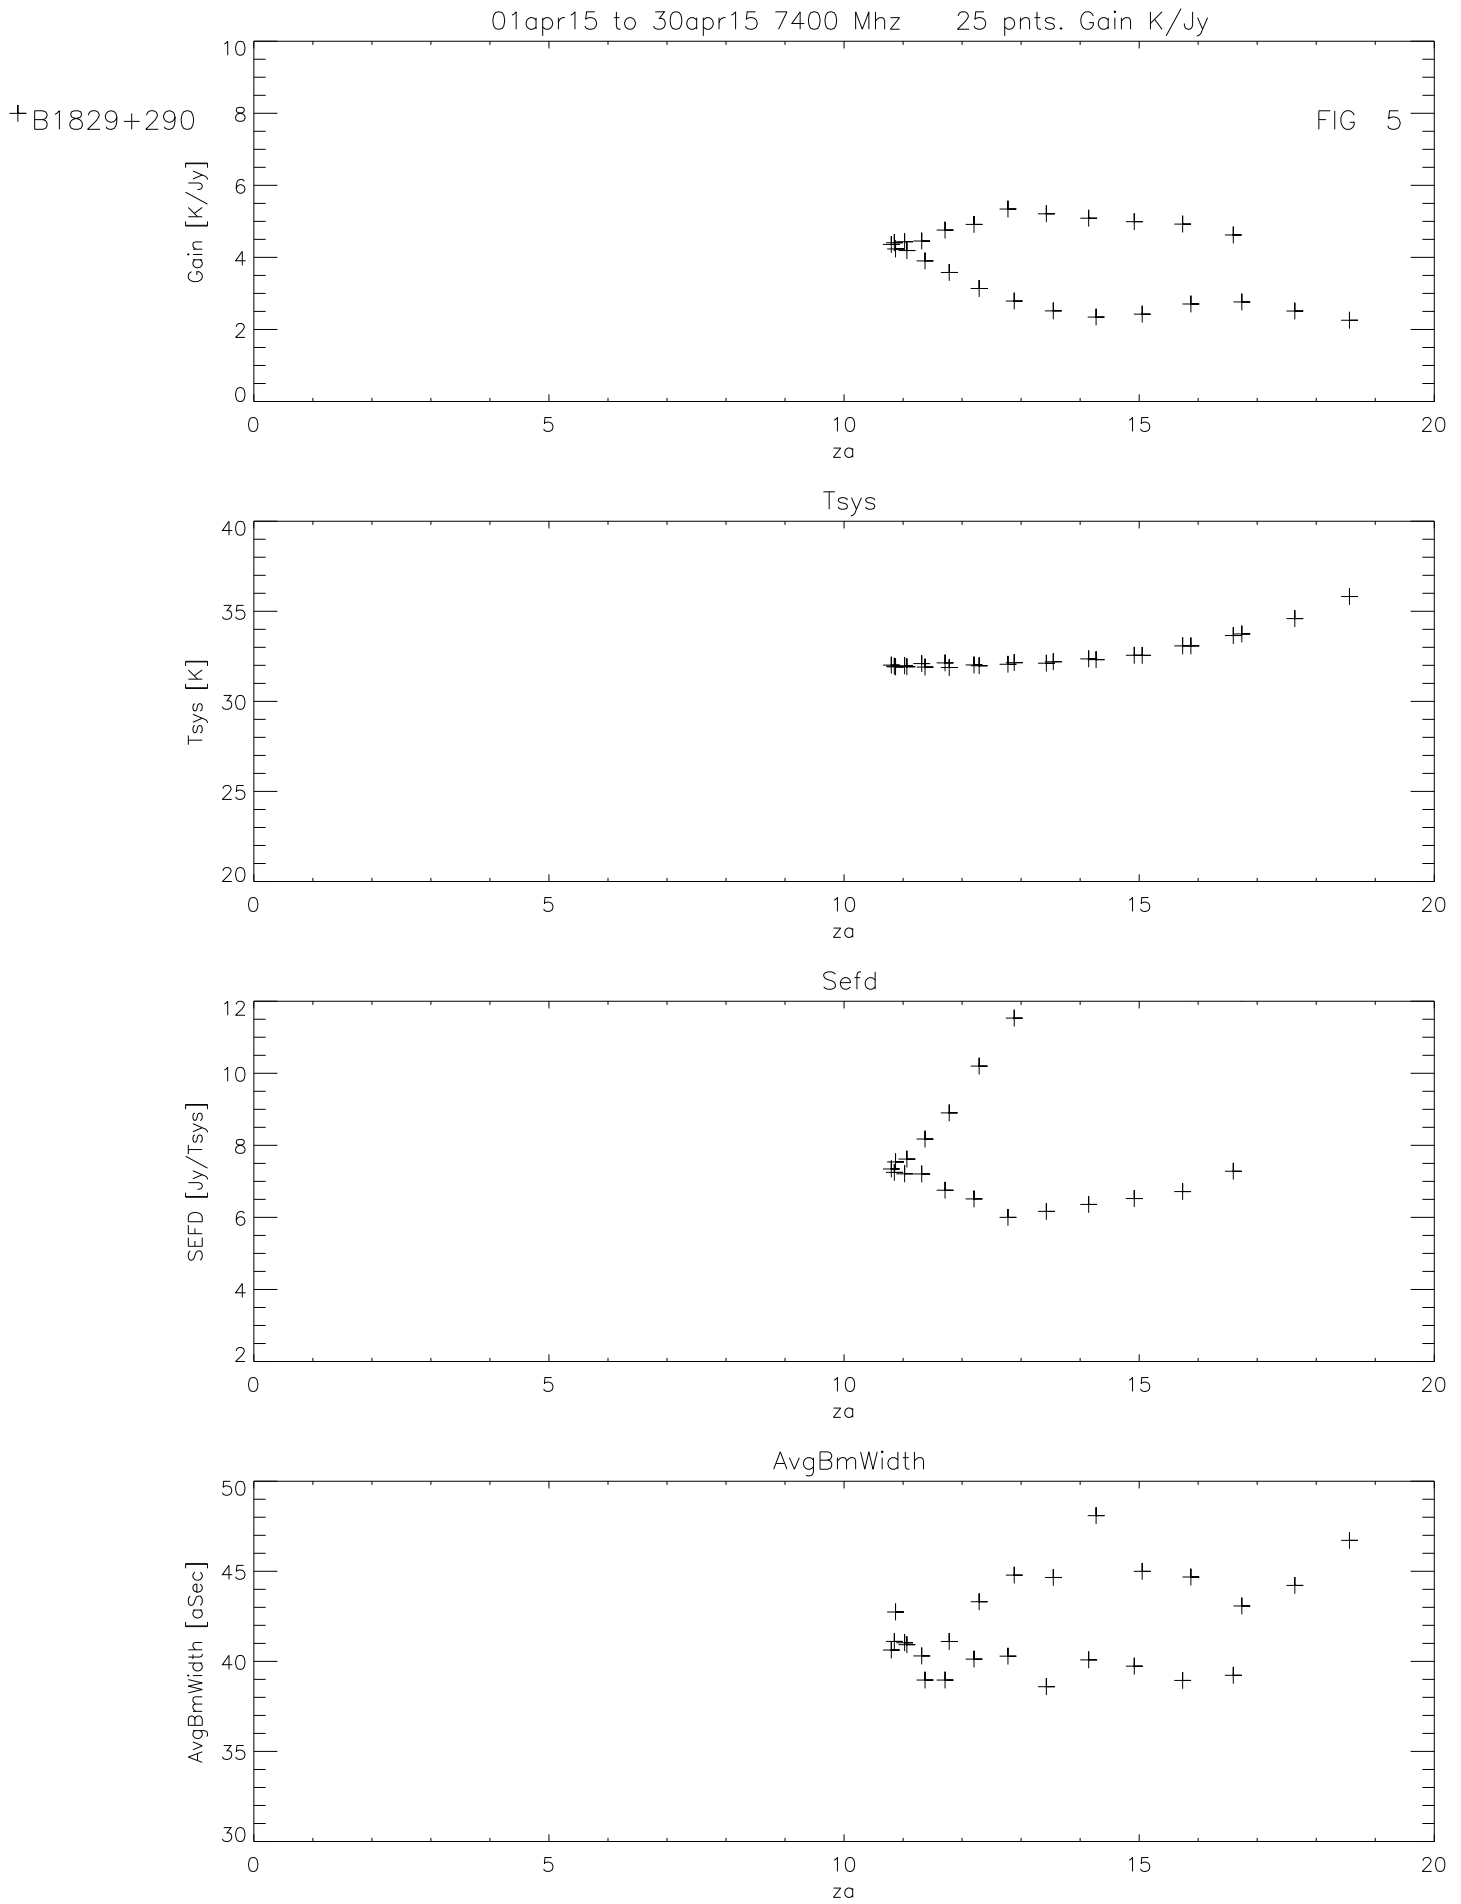 01apr15 to 30apr15 7400 Mhz 25 pnts. Gain K/Jy
+B1829+290
FIG 5
Gain [K/Jy]
10
8
6
4
2
0
0 5 10 15 20
za
Tsys
Tsys [K]
40
35
30
25
20
0 5 10 15 20
za
Sefd
SEFD [Jy/Tsys]
12
10
8
6
4
2
0 5 10 15 20
za
AvgBmWidth
AvgBmWidth [aSec]
50
45
40
35
30
0 5 10 15 20
za